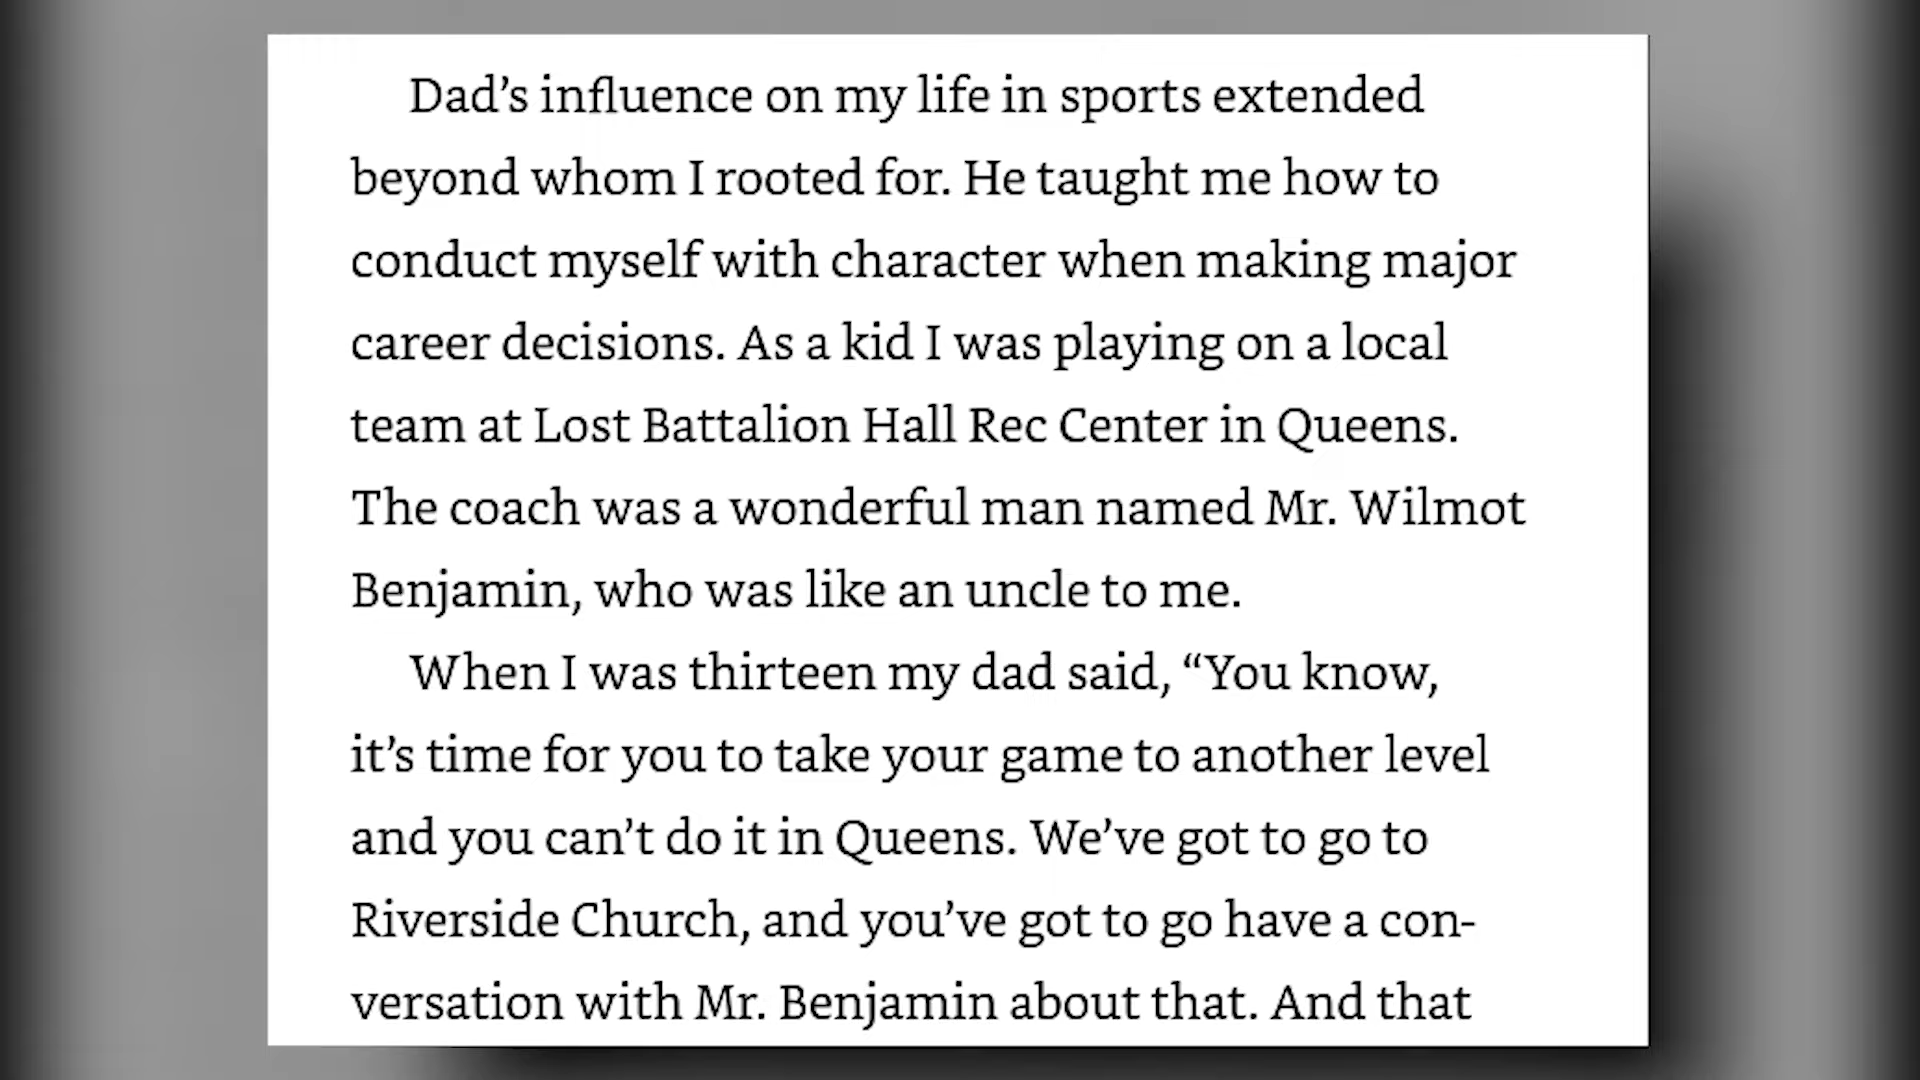 Dad’s influence on my life in sports extended
beyond whom I rooted for. He taught me how to
conduct myself with character when making major
career decisions. As a kid I was playing on a local
team at Lost Battalion Hall Rec Center in Queens.
The coach was a wonderful man named Mr. Wilmot
Benjamin, who was like an uncle to me.
When I was thirteen my dad said, “You know,
it’s time for you to take your game to another level
and you can’t do it in Queens. We’ve got to go to
Riverside Church, and you’ve got to go have a con-
versation with Mr. Benjamin about that. And that